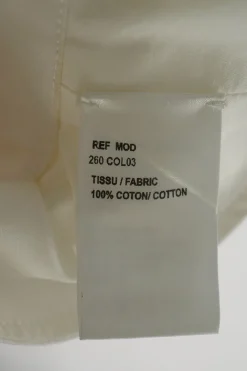 REF MOD
260 COL03
TISSU / FABRIC
100% COTON/ COTTON